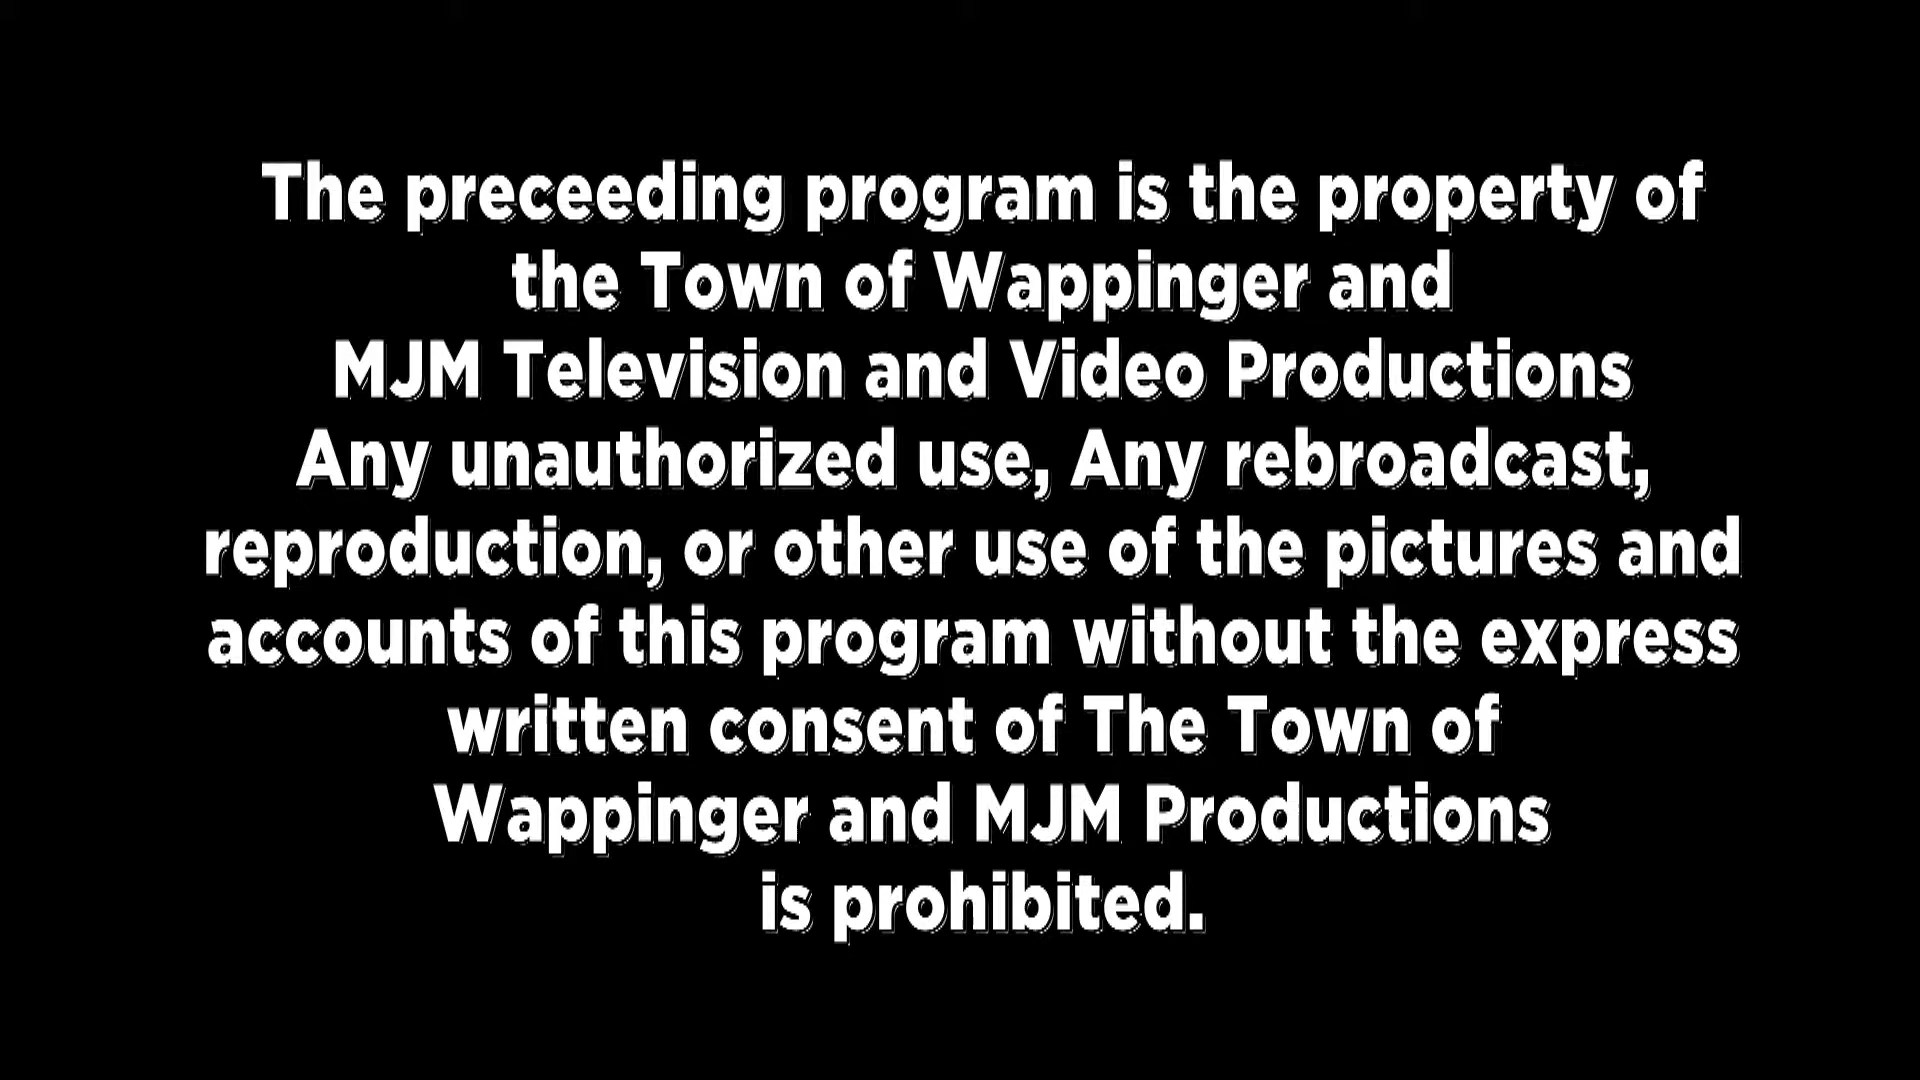 The preceeding program is the property of
the Town of Wappinger and
MJM Television and Video Productions
Any unauthorized use, Any rebroadcast,
reproduction, or other use of the pictures and
accounts of this program without the express
written consent of The Town of
Wappinger and MJM Productions
is prohibited.